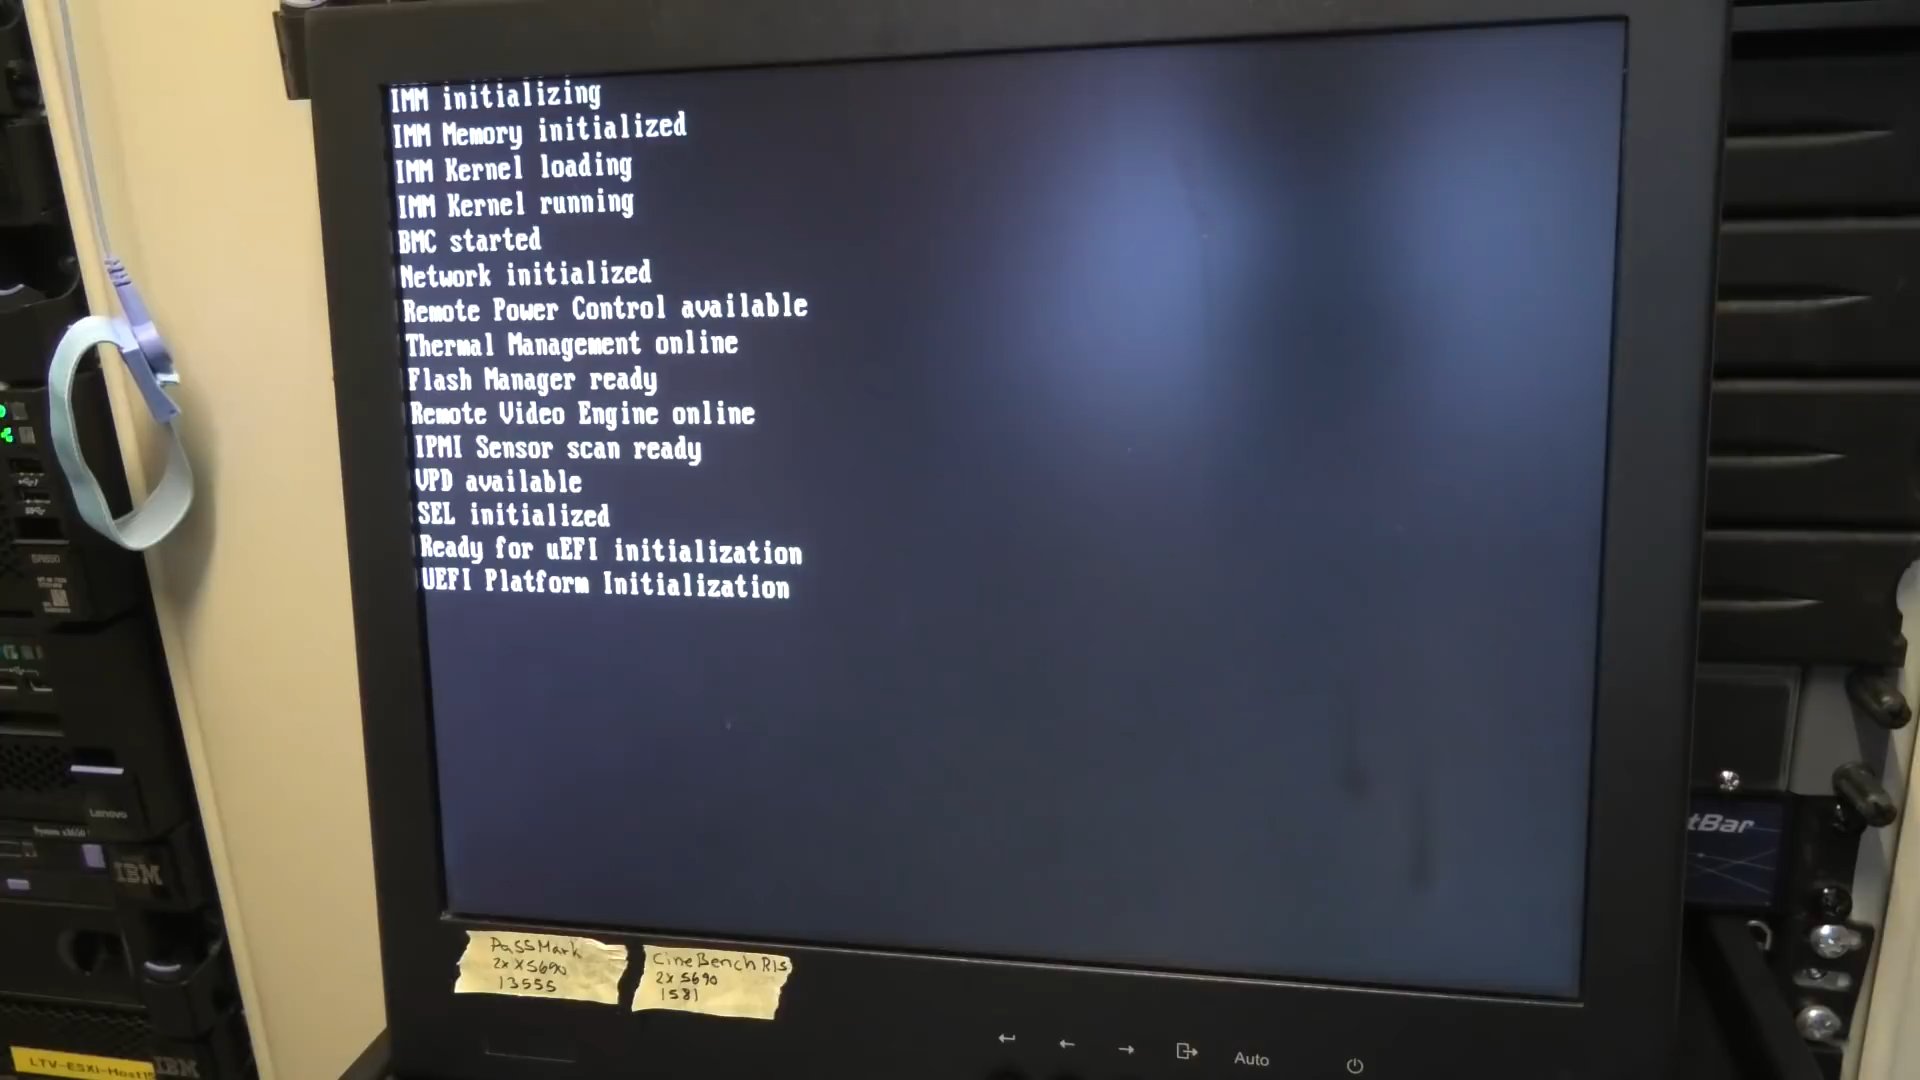 IMM initializing
IMM Memory initialized
IMM Kernel loading
IMM Kernel running
BMC started
Network initialized
Remote Power Control available
Thermal Management online
Flash Manager ready
Remote Video Engine online
IPMI Sensor scan ready
VPD available
SEL initialized
Ready for uEFI initialization
UEFI Platform Initialization
PassMark
2x X5690
13555
CineBench R15
2x 5690
1581
Auto
Lenovo
IBM
tBar
LTV-ESXi-Host15
IBM